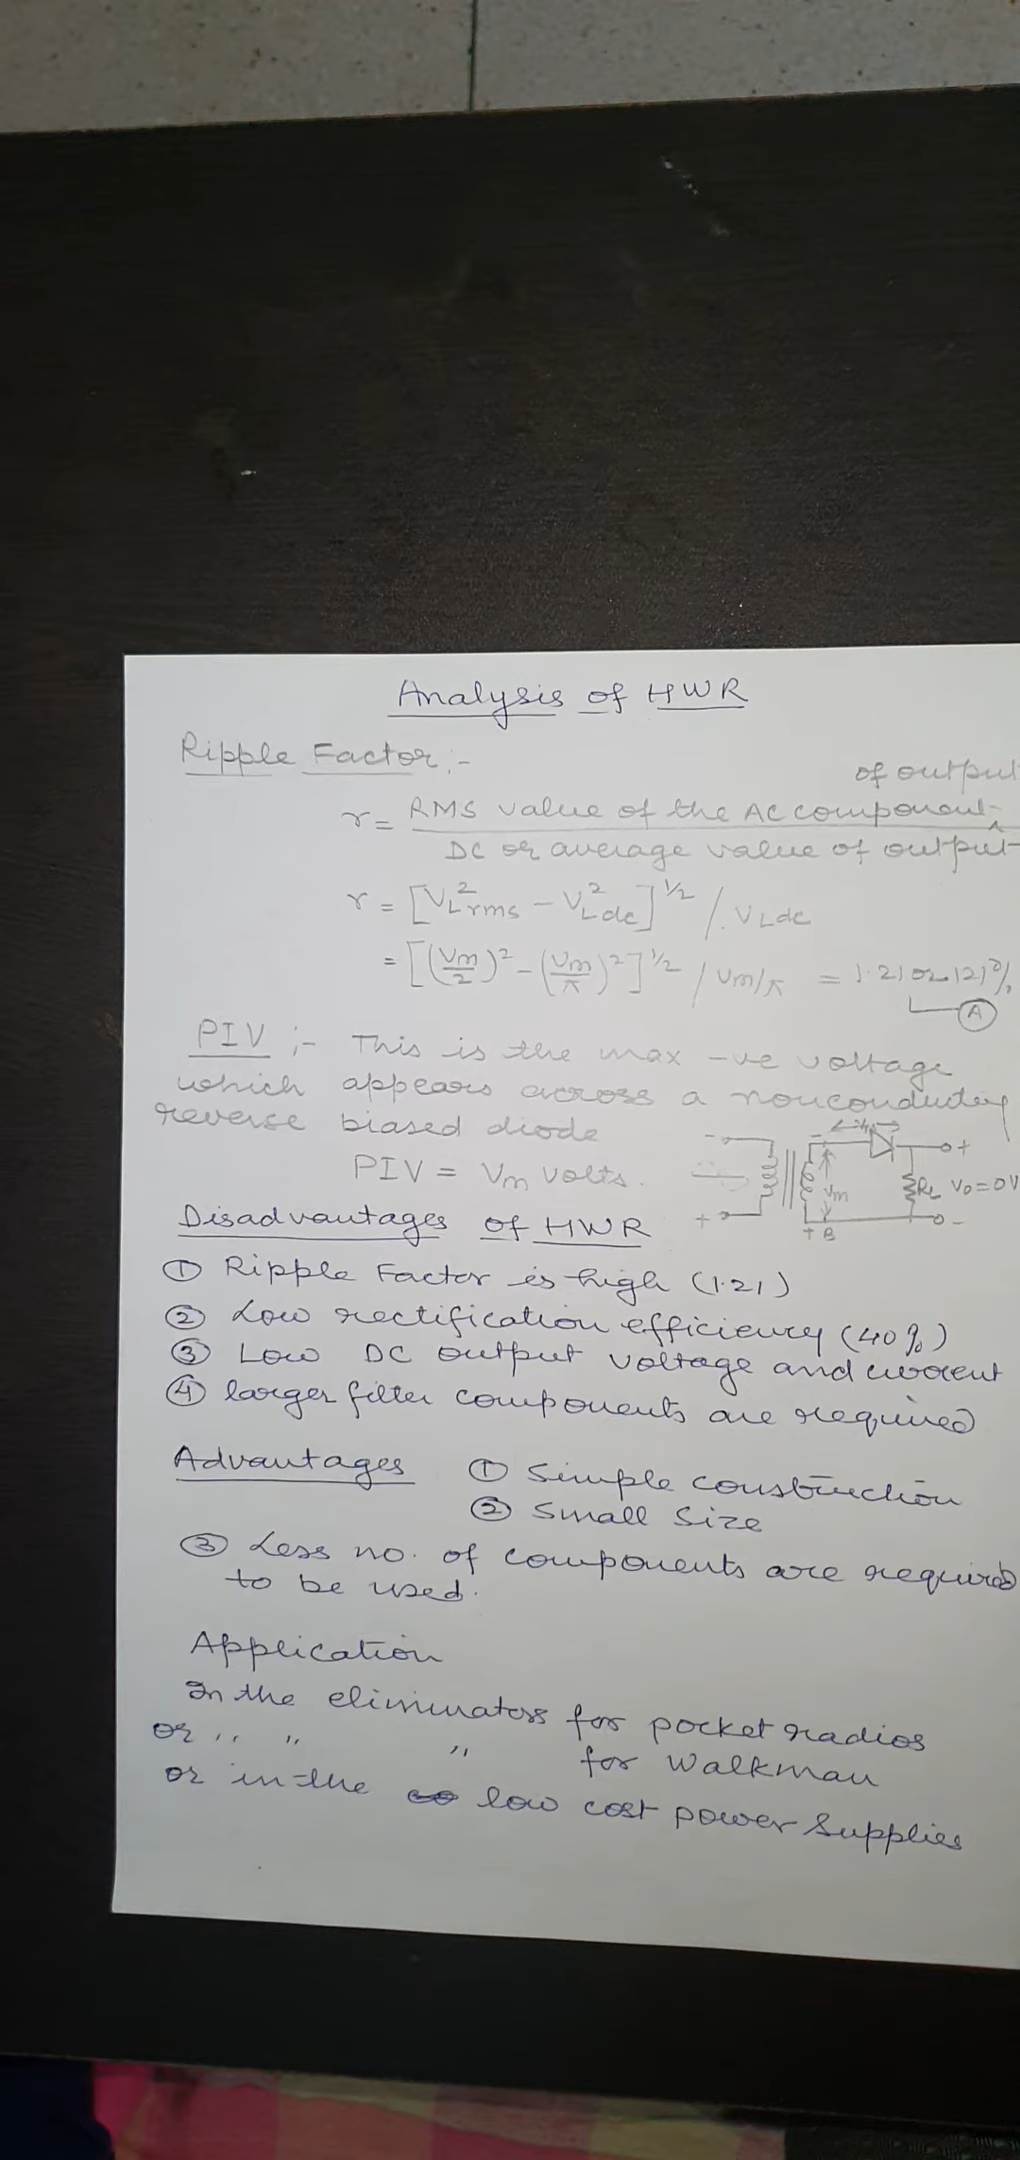 Analysis of HWR
Ripple Factor :-
of output
r = RMS value of the AC component
DC or average value of output
r = [V²Lrms - V²Ldc]^1/2 / VLdc
= [(Vm/2)² - (Vm/π)²]^1/2 / Vm/π = 1.21 or 121%
A
PIV :- This is the max -ve voltage
which appears across a nonconducting
reverse biased diode
PIV = Vm volts.
- Vm +
Vm
RL V0 = 0V
+ + B -
Disadvantages of HWR
① Ripple Factor is high (1.21)
② Low rectification efficiency (40%)
③ Low DC output voltage and current
④ larger filter components are required
Advantages ① Simple construction
② Small Size
③ Less no. of components are required
to be used.
Application
In the eliminators for pocket radios
or ,, ,, ,, for Walkman
or in the low cost power supplies